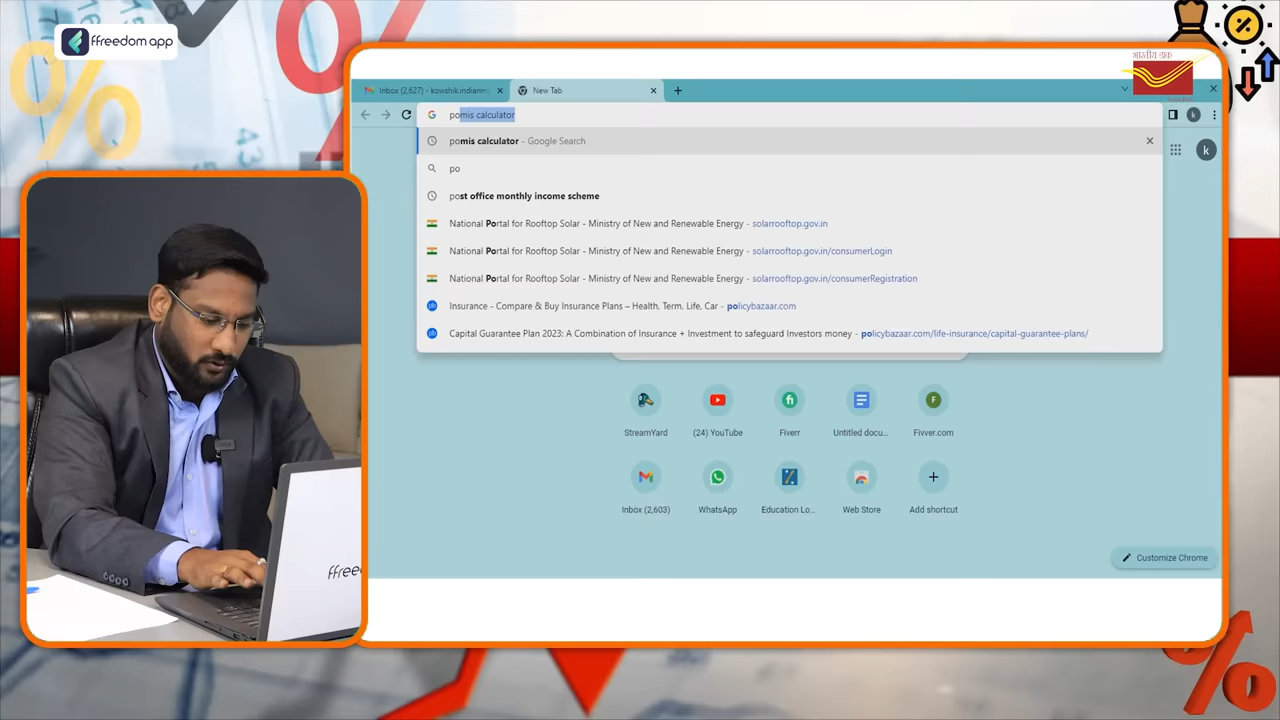 ffreedom app
भारतीय डाक
Inbox (2,627) - kowshik.indianm
New Tab
pomis calculator
pomis calculator - Google Search
po
post office monthly income scheme
National Portal for Rooftop Solar - Ministry of New and Renewable Energy - solarrooftop.gov.in
National Portal for Rooftop Solar - Ministry of New and Renewable Energy - solarrooftop.gov.in/consumerLogin
National Portal for Rooftop Solar - Ministry of New and Renewable Energy - solarrooftop.gov.in/consumerRegistration
Insurance - Compare & Buy Insurance Plans – Health, Term, Life, Car - policybazaar.com
Capital Guarantee Plan 2023: A Combination of Insurance + Investment to safeguard Investors money - policybazaar.com/life-insurance/capital-guarantee-plans/
k
k
StreamYard
(24) YouTube
Fiverr
Untitled docu...
Fivver.com
Inbox (2,603)
WhatsApp
Education Lo...
Web Store
Add shortcut
Customize Chrome
ffree